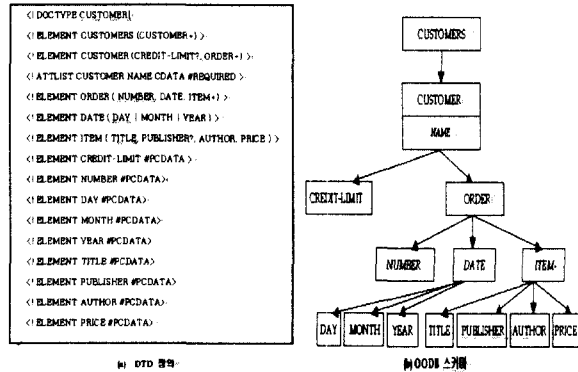 <! DOCTYPE CUSTOMER[
<! ELEMENT CUSTOMERS (CUSTOMER+) >
<! ELEMENT CUSTOMER (CREDIT-LIMIT?, ORDER+) >
<! ATTLIST CUSTOMER NAME CDATA #REQUIRED >
<! ELEMENT ORDER ( NUMBER, DATE, ITEM+) >
<! ELEMENT DATE ( DAY | MONTH | YEAR ) >
<! ELEMENT ITEM ( TITLE, PUBLISHER?, AUTHOR, PRICE ) >
<! ELEMENT CREDIT-LIMIT #PCDATA >
<! ELEMENT NUMBER #PCDATA>
<! ELEMENT DAY #PCDATA>
<! ELEMENT MONTH #PCDATA>
<! ELEMENT YEAR #PCDATA>
<! ELEMENT TITLE #PCDATA>
<! ELEMENT PUBLISHER #PCDATA>
<! ELEMENT AUTHOR #PCDATA>
<! ELEMENT PRICE #PCDATA>
(a) DTD 정의
CUSTOMERS
CUSTOMER
NAME
CREDIT-LIMIT
ORDER
NUMBER
DATE
ITEM+
DAY
MONTH
YEAR
TITLE
PUBLISHER
AUTHOR
PRICE
(b) OODB 스키마